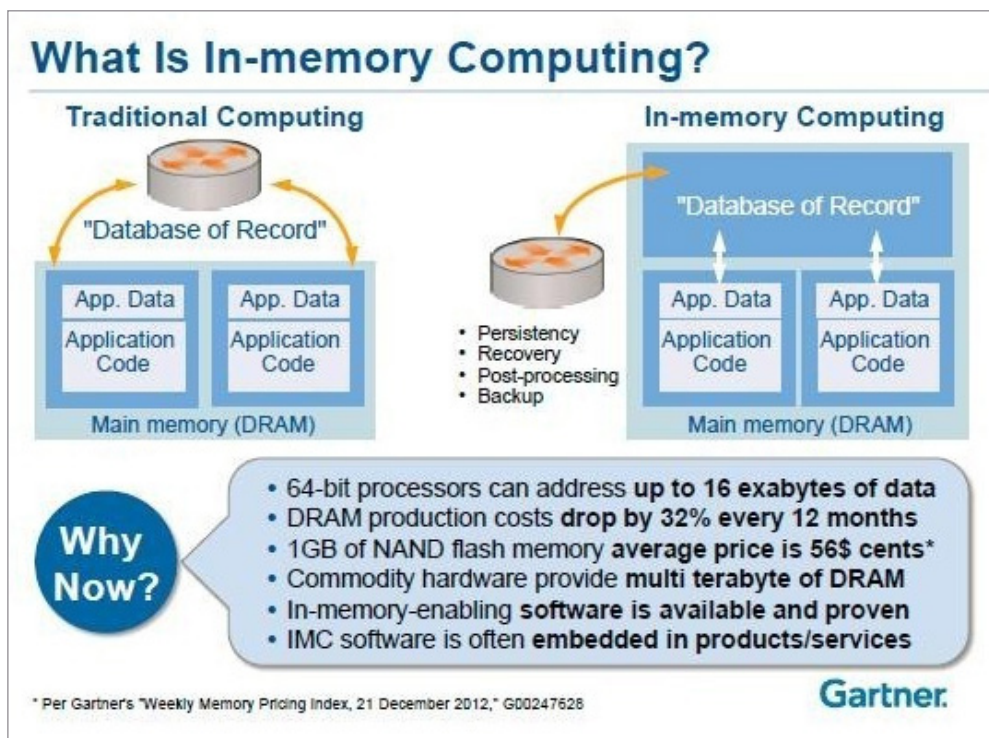 What Is In-memory Computing?
Traditional Computing
"Database of Record"
App. Data
Application
Code
App. Data
Application
Code
Main memory (DRAM)
In-memory Computing
"Database of Record"
• Persistency
• Recovery
• Post-processing
• Backup
App. Data
Application
Code
App. Data
Application
Code
Main memory (DRAM)
Why
Now?
• 64-bit processors can address up to 16 exabytes of data
• DRAM production costs drop by 32% every 12 months
• 1GB of NAND flash memory average price is 56$ cents*
• Commodity hardware provide multi terabyte of DRAM
• In-memory-enabling software is available and proven
• IMC software is often embedded in products/services
* Per Gartner's "Weekly Memory Pricing Index, 21 December 2012," G00247628
Gartner.